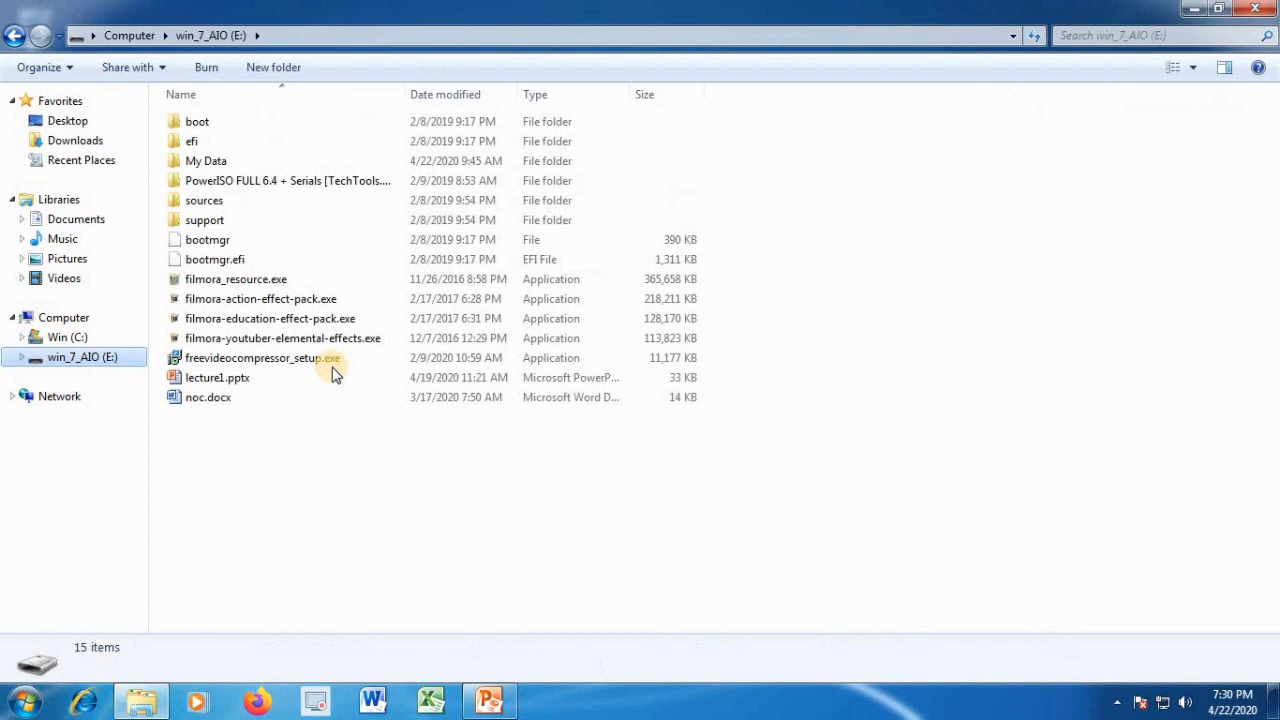 Computer win_7_AIO (E:) Search win_7_AIO (E:)
Organize Share with Burn New folder
Favorites
Desktop
Downloads
Recent Places
Libraries
Documents
Music
Pictures
Videos
Computer
Win (C:)
win_7_AIO (E:)
Network
Name Date modified Type Size
boot 2/8/2019 9:17 PM File folder
efi 2/8/2019 9:17 PM File folder
My Data 4/22/2020 9:45 AM File folder
PowerISO FULL 6.4 + Serials [TechTools.... 2/9/2019 8:53 AM File folder
sources 2/8/2019 9:54 PM File folder
support 2/8/2019 9:54 PM File folder
bootmgr 2/8/2019 9:17 PM File 390 KB
bootmgr.efi 2/8/2019 9:17 PM EFI File 1,311 KB
filmora_resource.exe 11/26/2016 8:58 PM Application 365,658 KB
filmora-action-effect-pack.exe 2/17/2017 6:28 PM Application 218,211 KB
filmora-education-effect-pack.exe 2/17/2017 6:31 PM Application 128,170 KB
filmora-youtuber-elemental-effects.exe 12/7/2016 12:29 PM Application 113,823 KB
freevideocompressor_setup.exe 2/9/2020 10:59 AM Application 11,177 KB
lecture1.pptx 4/19/2020 11:21 AM Microsoft PowerP... 33 KB
noc.docx 3/17/2020 7:50 AM Microsoft Word D... 14 KB
15 items
7:30 PM
4/22/2020